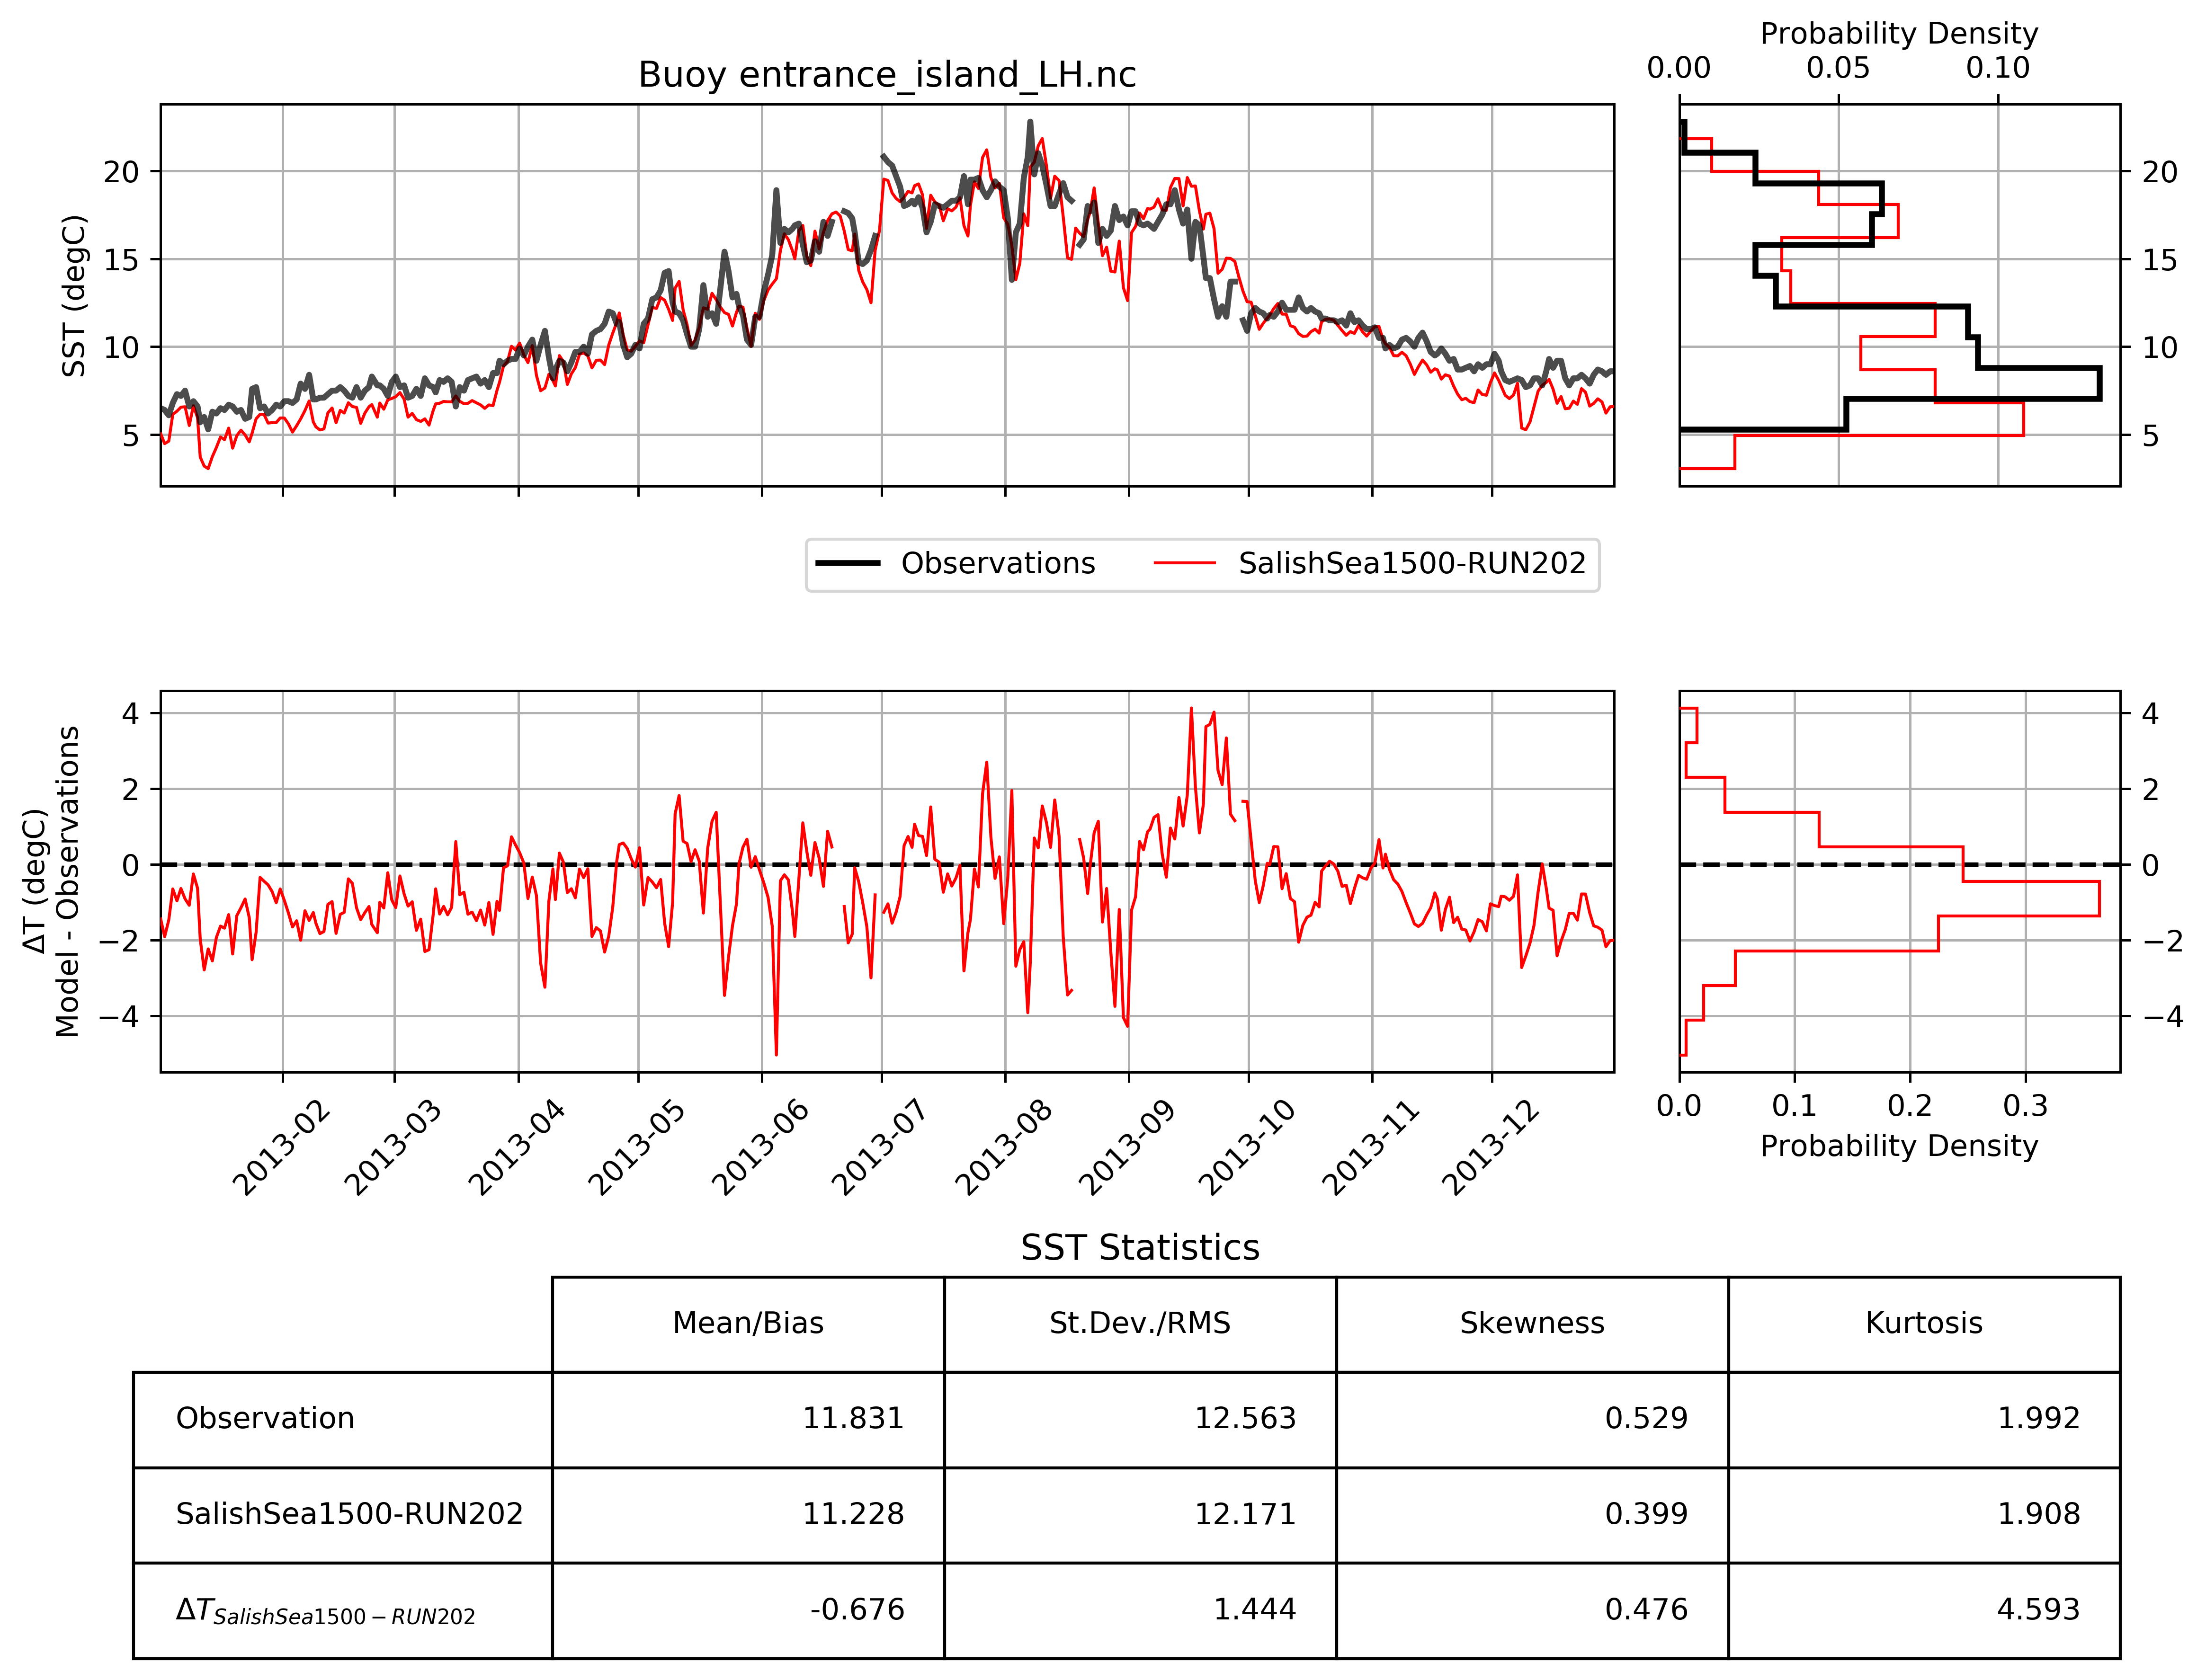 Probability Density
0.00 0.05 0.10
Buoy entrance_island_LH.nc
SST (degC)
20
15
10
5
20
15
10
5
Observations
SalishSea1500-RUN202
ΔT (degC)
Model - Observations
4
2
0
−2
−4
4
2
0
−2
−4
2013-02 2013-03 2013-04 2013-05 2013-06 2013-07 2013-08 2013-09 2013-10 2013-11 2013-12
0.0 0.1 0.2 0.3
Probability Density
SST Statistics
Mean/Bias St.Dev./RMS Skewness Kurtosis
Observation 11.831 12.563 0.529 1.992
SalishSea1500-RUN202 11.228 12.171 0.399 1.908
ΔT SalishSea1500−RUN202 -0.676 1.444 0.476 4.593